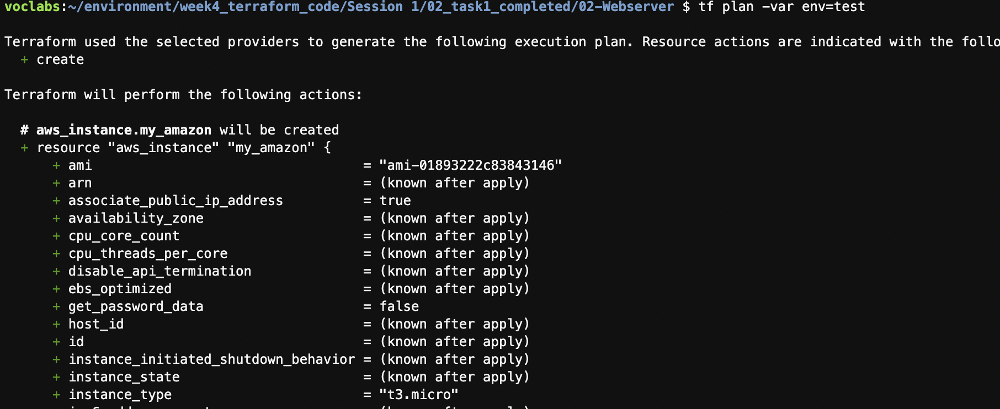 voclabs:~/environment/week4_terraform_code/Session 1/02_task1_completed/02-Webserver $ tf plan -var env=test
Terraform used the selected providers to generate the following execution plan. Resource actions are indicated with the follo
+ create
Terraform will perform the following actions:
# aws_instance.my_amazon will be created
+ resource "aws_instance" "my_amazon" {
+ ami = "ami-01893222c83843146"
+ arn = (known after apply)
+ associate_public_ip_address = true
+ availability_zone = (known after apply)
+ cpu_core_count = (known after apply)
+ cpu_threads_per_core = (known after apply)
+ disable_api_termination = (known after apply)
+ ebs_optimized = (known after apply)
+ get_password_data = false
+ host_id = (known after apply)
+ id = (known after apply)
+ instance_initiated_shutdown_behavior = (known after apply)
+ instance_state = (known after apply)
+ instance_type = "t3.micro"